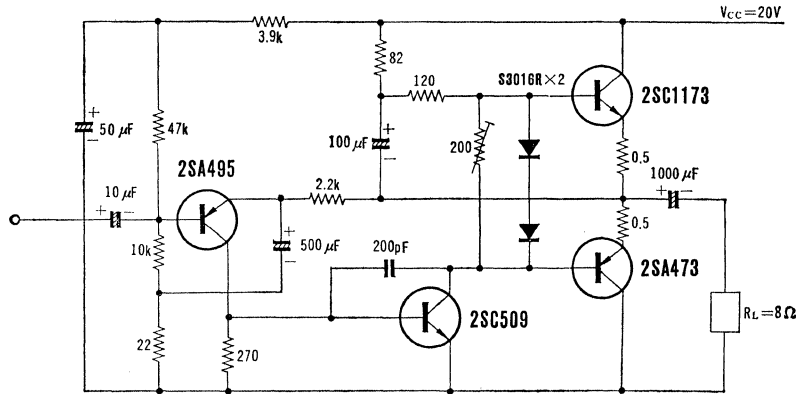 VCC=20V
3.9k
82
120
S3016R×2
2SC1173
50μF
47k
100μF
200
0.5
2SA495
1000μF
10μF
2.2k
0.5
10k
500μF
200pF
2SA473
2SC509
RL=8Ω
22
270